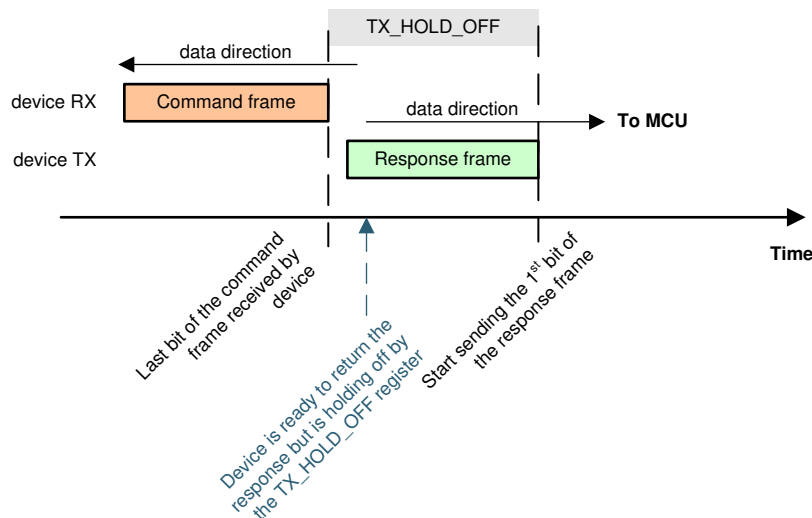 TX_HOLD_OFF
data direction
device RX
Command frame
data direction
To MCU
device TX
Response frame
Time
Last bit of the command
frame received by
device
Device is ready to return the
response but is holding off by
the TX_HOLD_OFF register
Start sending the 1st bit of
the response frame